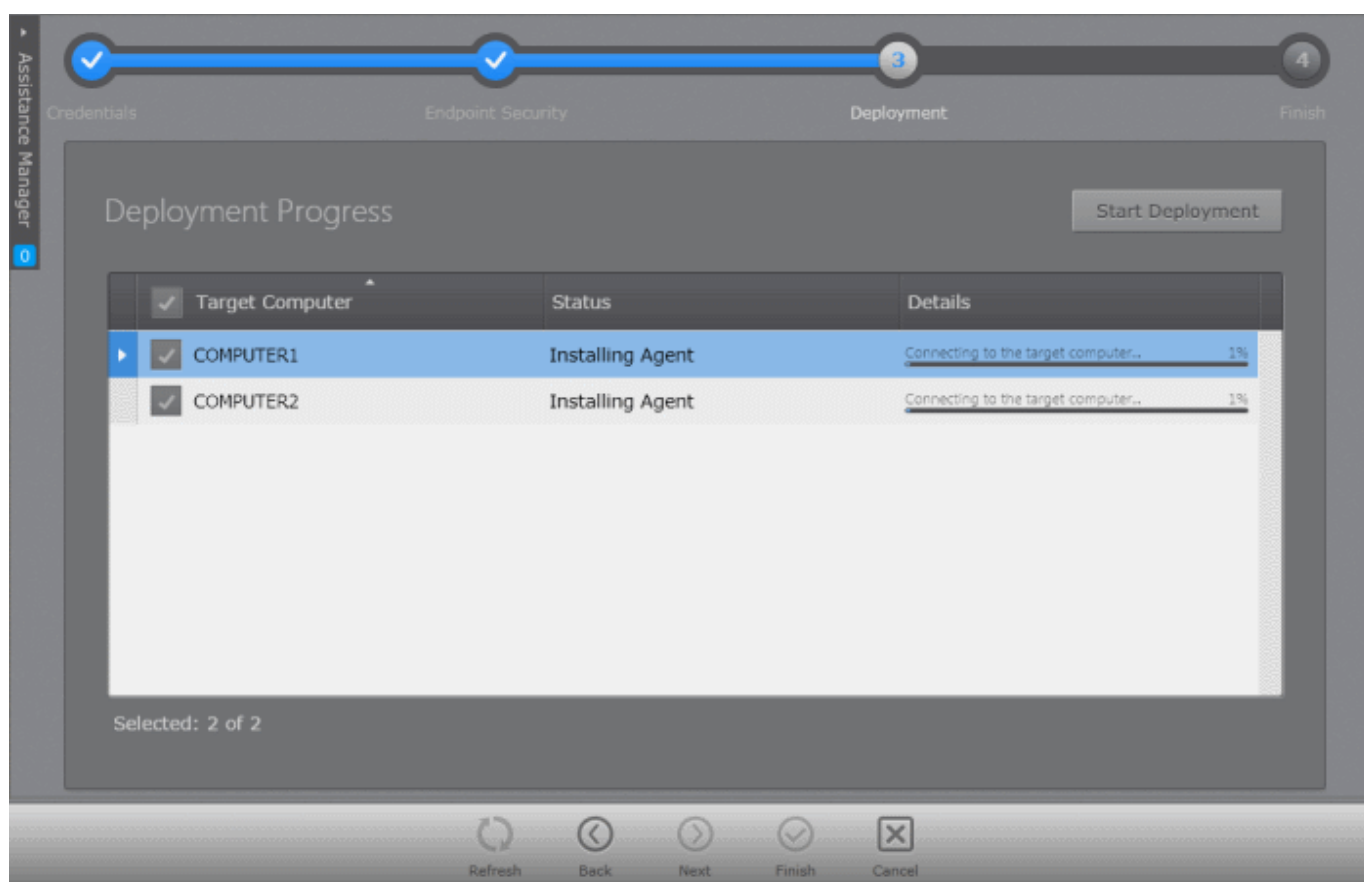 Assistance Manager
0
3
4
Credentials
Endpoint Security
Deployment
Finish
Deployment Progress
Start Deployment
Target Computer
Status
Details
COMPUTER1
Installing Agent
Connecting to the target computer...
1%
COMPUTER2
Installing Agent
Connecting to the target computer...
1%
Selected: 2 of 2
Refresh
Back
Next
Finish
Cancel